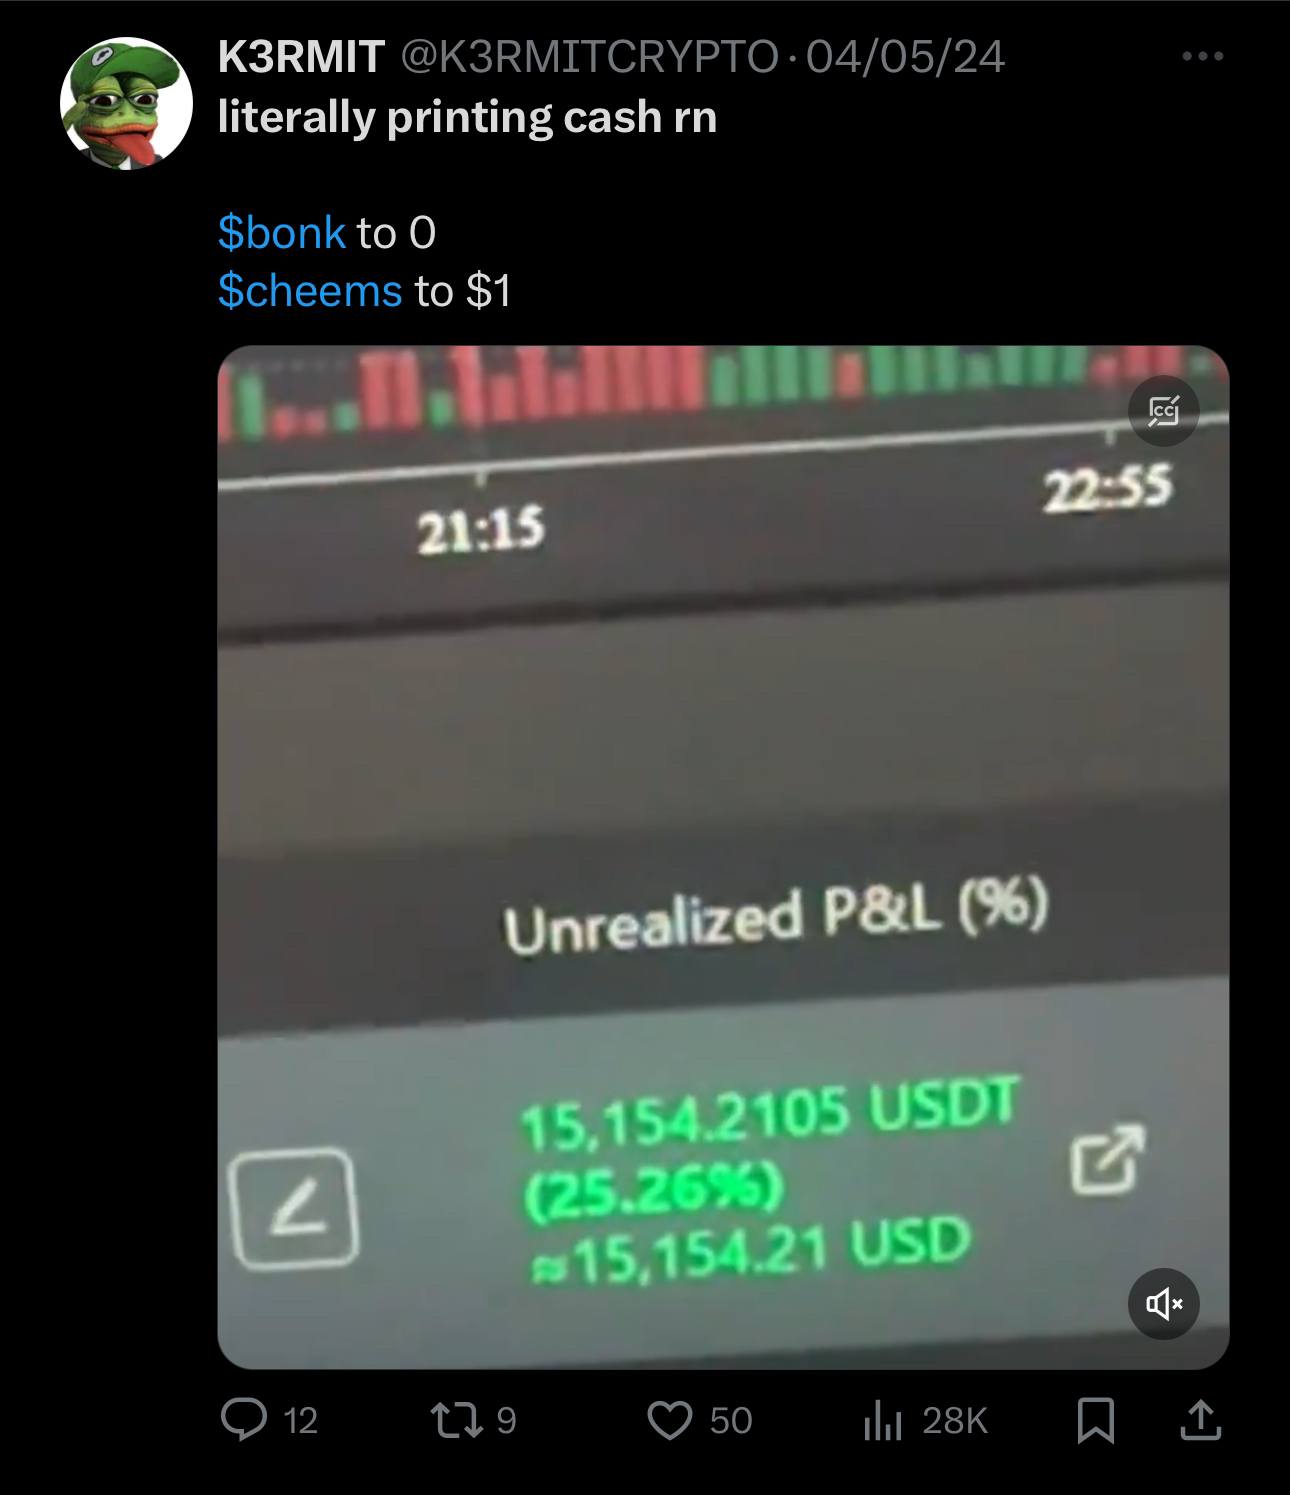 K3RMIT @K3RMITCRYPTO · 04/05/24
literally printing cash rn
$bonk to 0
$cheems to $1
CC
21:15
22:55
Unrealized P&L (%)
15,154.2105 USDT
(25.26%)
≈15,154.21 USD
12 9 50 28K